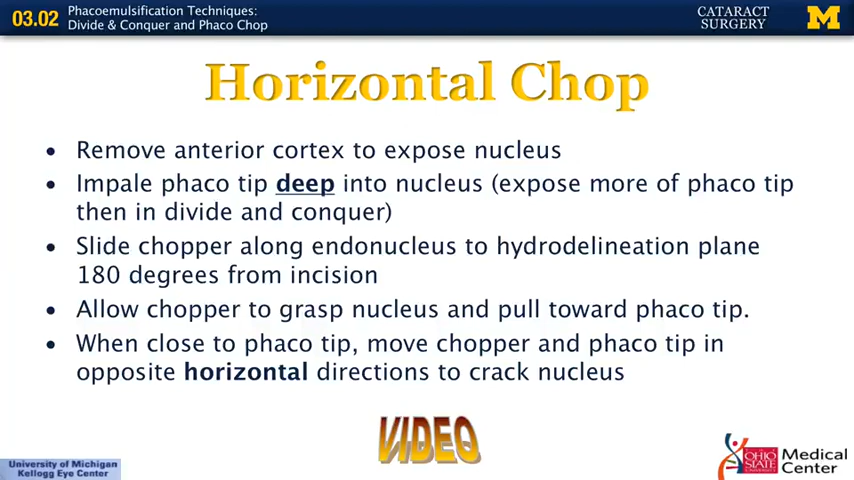 03.02
Phacoemulsification Techniques:
Divide & Conquer and Phaco Chop
CATARACT
SURGERY
M
Horizontal Chop
• Remove anterior cortex to expose nucleus
• Impale phaco tip deep into nucleus (expose more of phaco tip
then in divide and conquer)
• Slide chopper along endonucleus to hydrodelineation plane
180 degrees from incision
• Allow chopper to grasp nucleus and pull toward phaco tip.
• When close to phaco tip, move chopper and phaco tip in
opposite horizontal directions to crack nucleus
VIDEO
University of Michigan
Kellogg Eye Center
OHIO
STATE
Medical
Center